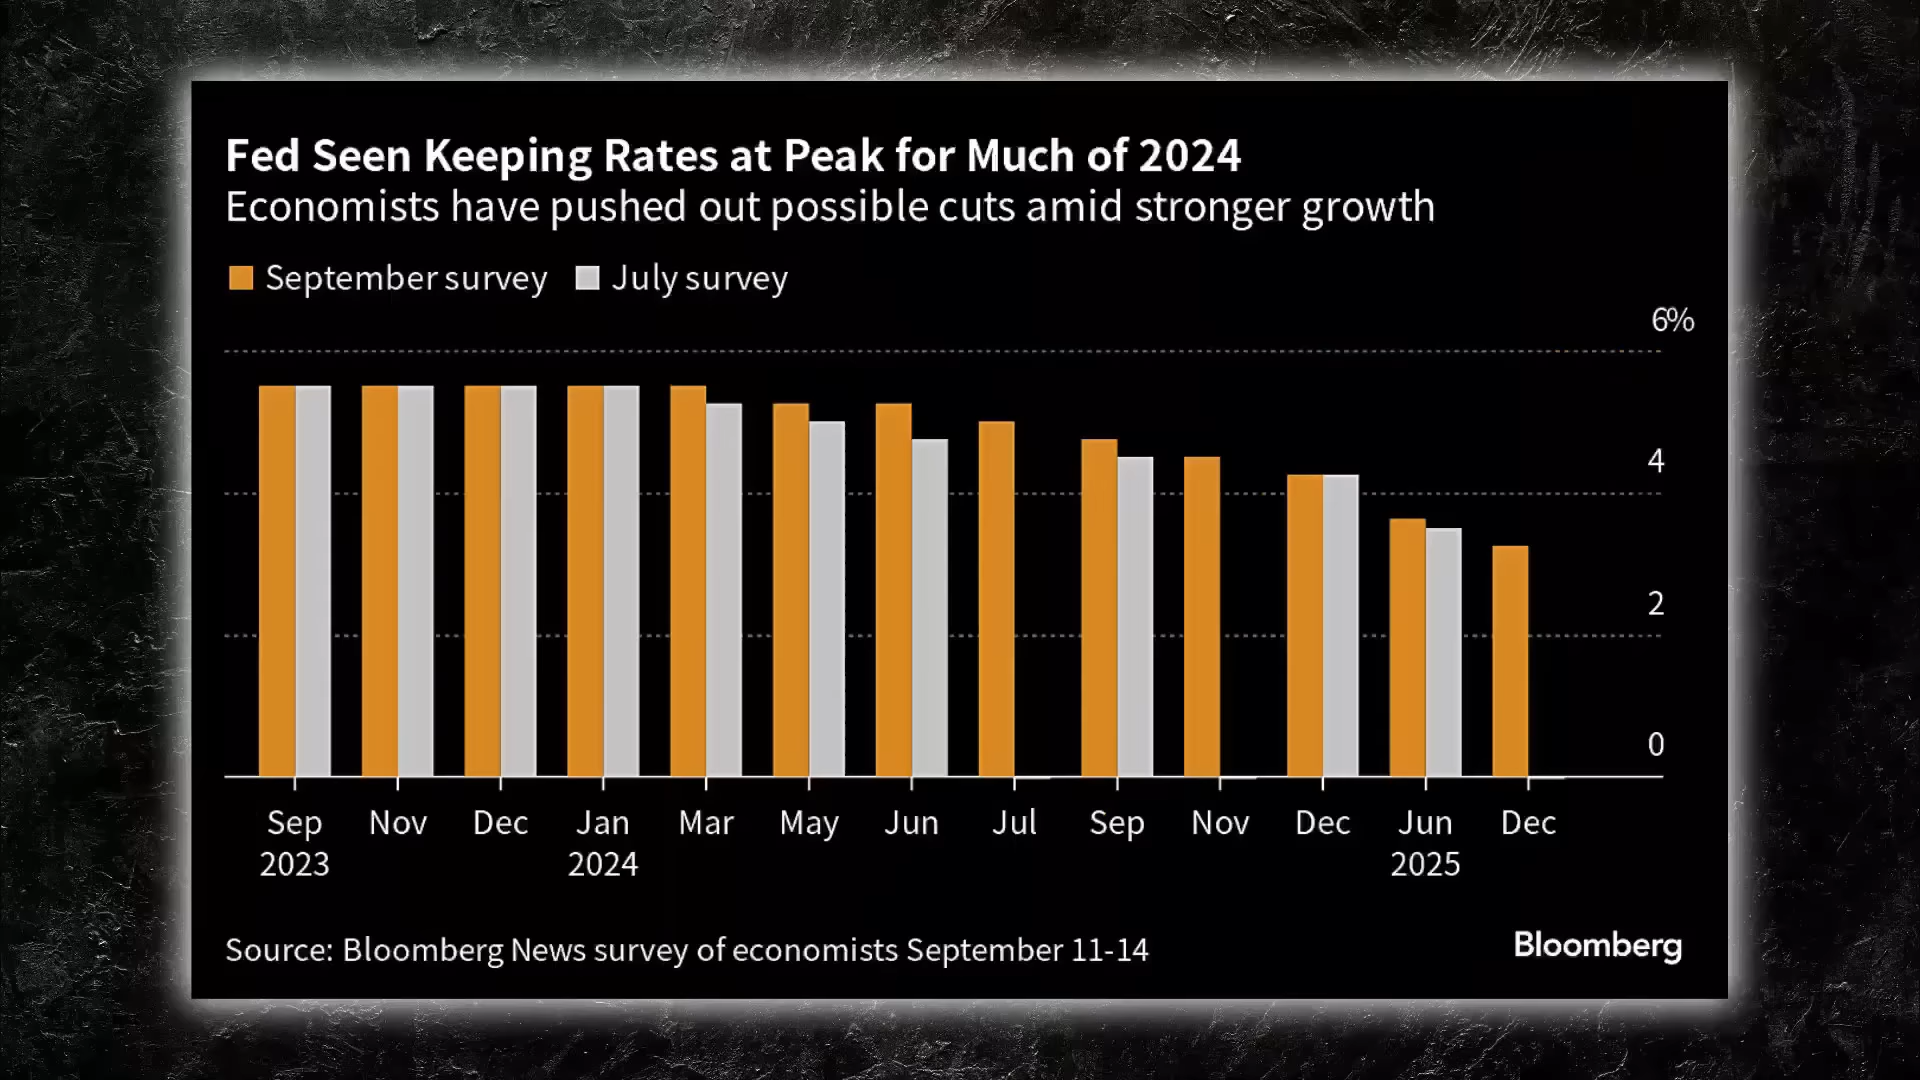 Fed Seen Keeping Rates at Peak for Much of 2024
Economists have pushed out possible cuts amid stronger growth
September survey July survey
6%
4
2
0
Sep Nov Dec Jan Mar May Jun Jul Sep Nov Dec Jun Dec
2023 2024 2025
Source: Bloomberg News survey of economists September 11-14
Bloomberg